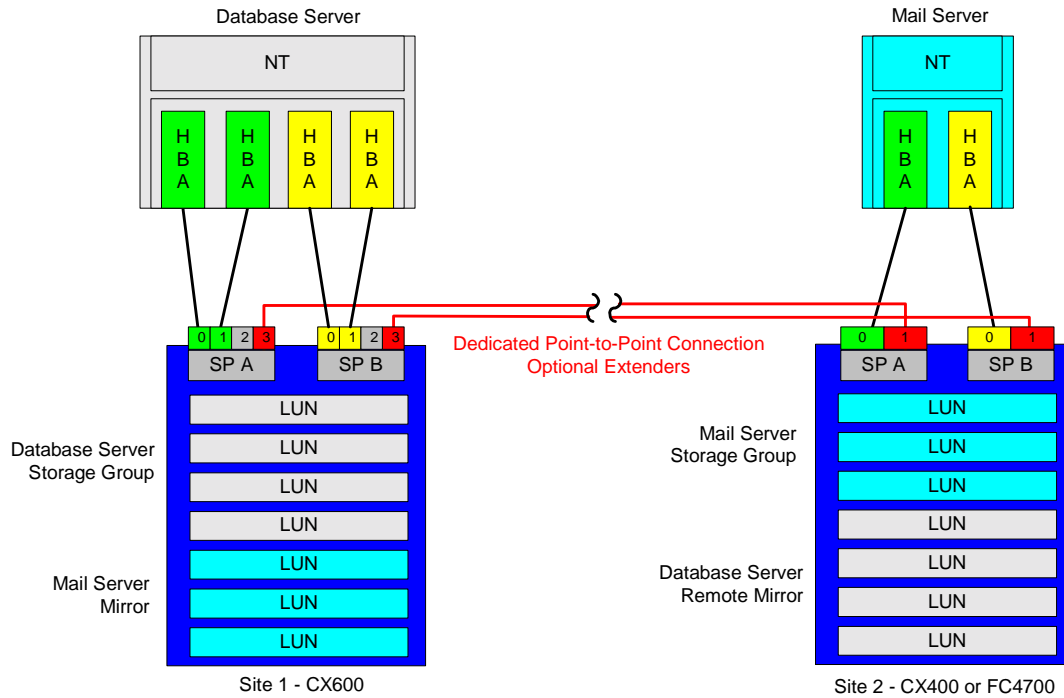 Database Server
Mail Server
NT
NT
H
B
A
H
B
A
H
B
A
H
B
A
H
B
A
H
B
A
0
1
2
3
0
1
2
3
0
1
0
1
SP A
SP B
SP A
SP B
Dedicated Point-to-Point Connection
Optional Extenders
LUN
LUN
LUN
LUN
LUN
LUN
LUN
Database Server
Storage Group
Mail Server
Mirror
LUN
LUN
LUN
LUN
LUN
LUN
LUN
Mail Server
Storage Group
Database Server
Remote Mirror
Site 1 - CX600
Site 2 - CX400 or FC4700